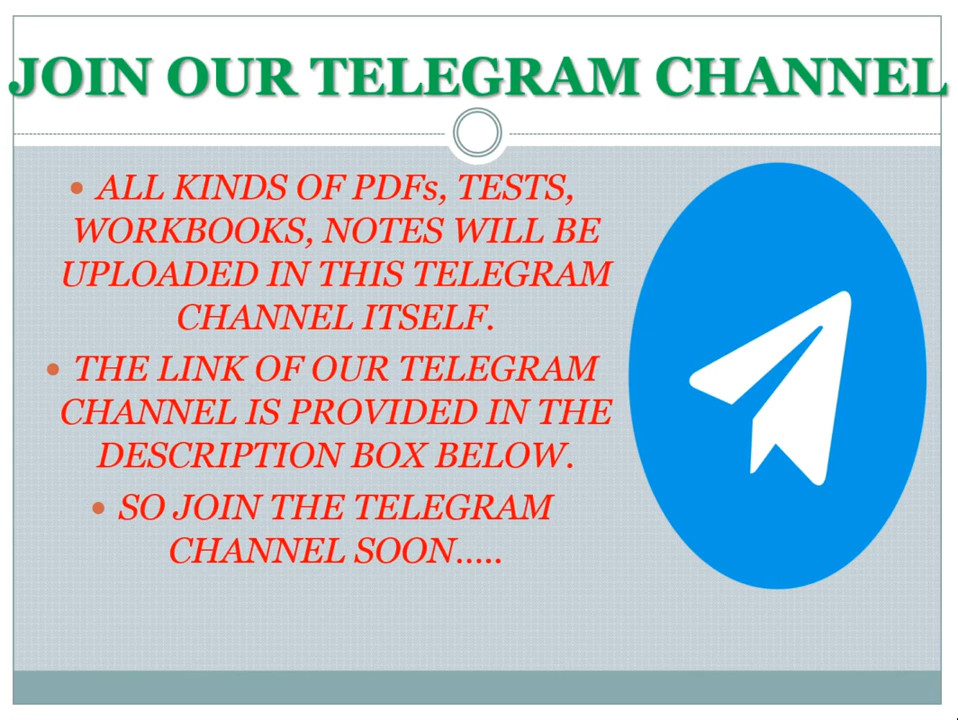 JOIN OUR TELEGRAM CHANNEL
• ALL KINDS OF PDFs, TESTS,
WORKBOOKS, NOTES WILL BE
UPLOADED IN THIS TELEGRAM
CHANNEL ITSELF.
• THE LINK OF OUR TELEGRAM
CHANNEL IS PROVIDED IN THE
DESCRIPTION BOX BELOW.
• SO JOIN THE TELEGRAM
CHANNEL SOON.....